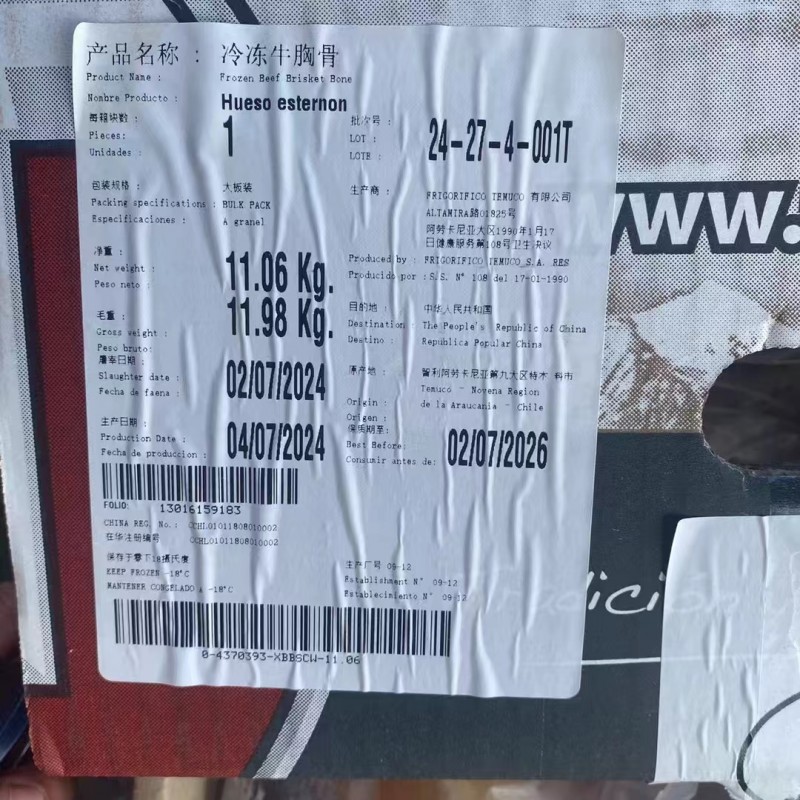 产品名称 : 冷冻牛胸骨
Product Name : Frozen Beef Brisket Bone
Nombre Producto : Hueso esternon
每箱块数 :
Pieces: 1
Unidades :
批次号 :
LOT : 24-27-4-001T
LOTE :
包装规格 : 大板装
Packing specifications : BULK PACK
Especificaciones : A granel
生产商 : FRIGORIFICO TEMUCO 有限公司
ALTAMIRA路01825号
阿劳卡尼亚大区1990年1月17
日健康服务第108号卫生决议
Produced by : FRIGORIFICO TEMUCO S.A. RES
Producido por : S.S. N° 108 del 17-01-1990
净重 :
Net weight : 11.06 Kg.
Peso neto :
毛重 : 11.98 Kg.
Gross weight :
Peso bruto:
目的地 : 中华人民共和国
Destination : The People's Republic of China
Destino : Republica Popular China
屠宰日期 :
Slaughter date : 02/07/2024
Fecha de faena :
原产地 : 智利阿劳卡尼亚第九大区特木 科市
Temuco - Novena Region
Origin : de la Araucania - Chile
Origen :
生产日期 :
Production Date : 04/07/2024
Fecha de produccion :
保质期至:
Best Before: 02/07/2026
Consumir antes de:
FOLIO: 13016159183
CHINA REG. No.: CCHL01011808010002
在华注册编号 CCHL01011808010002
保存于零下18摄氏度
KEEP FROZEN -18°C
MANTENER CONGELADO A -18°C
生产厂号 09-12
Establishment N° 09-12
Establecimiento N° 09-12
0-4370393-XBBSCW-11.06
www.